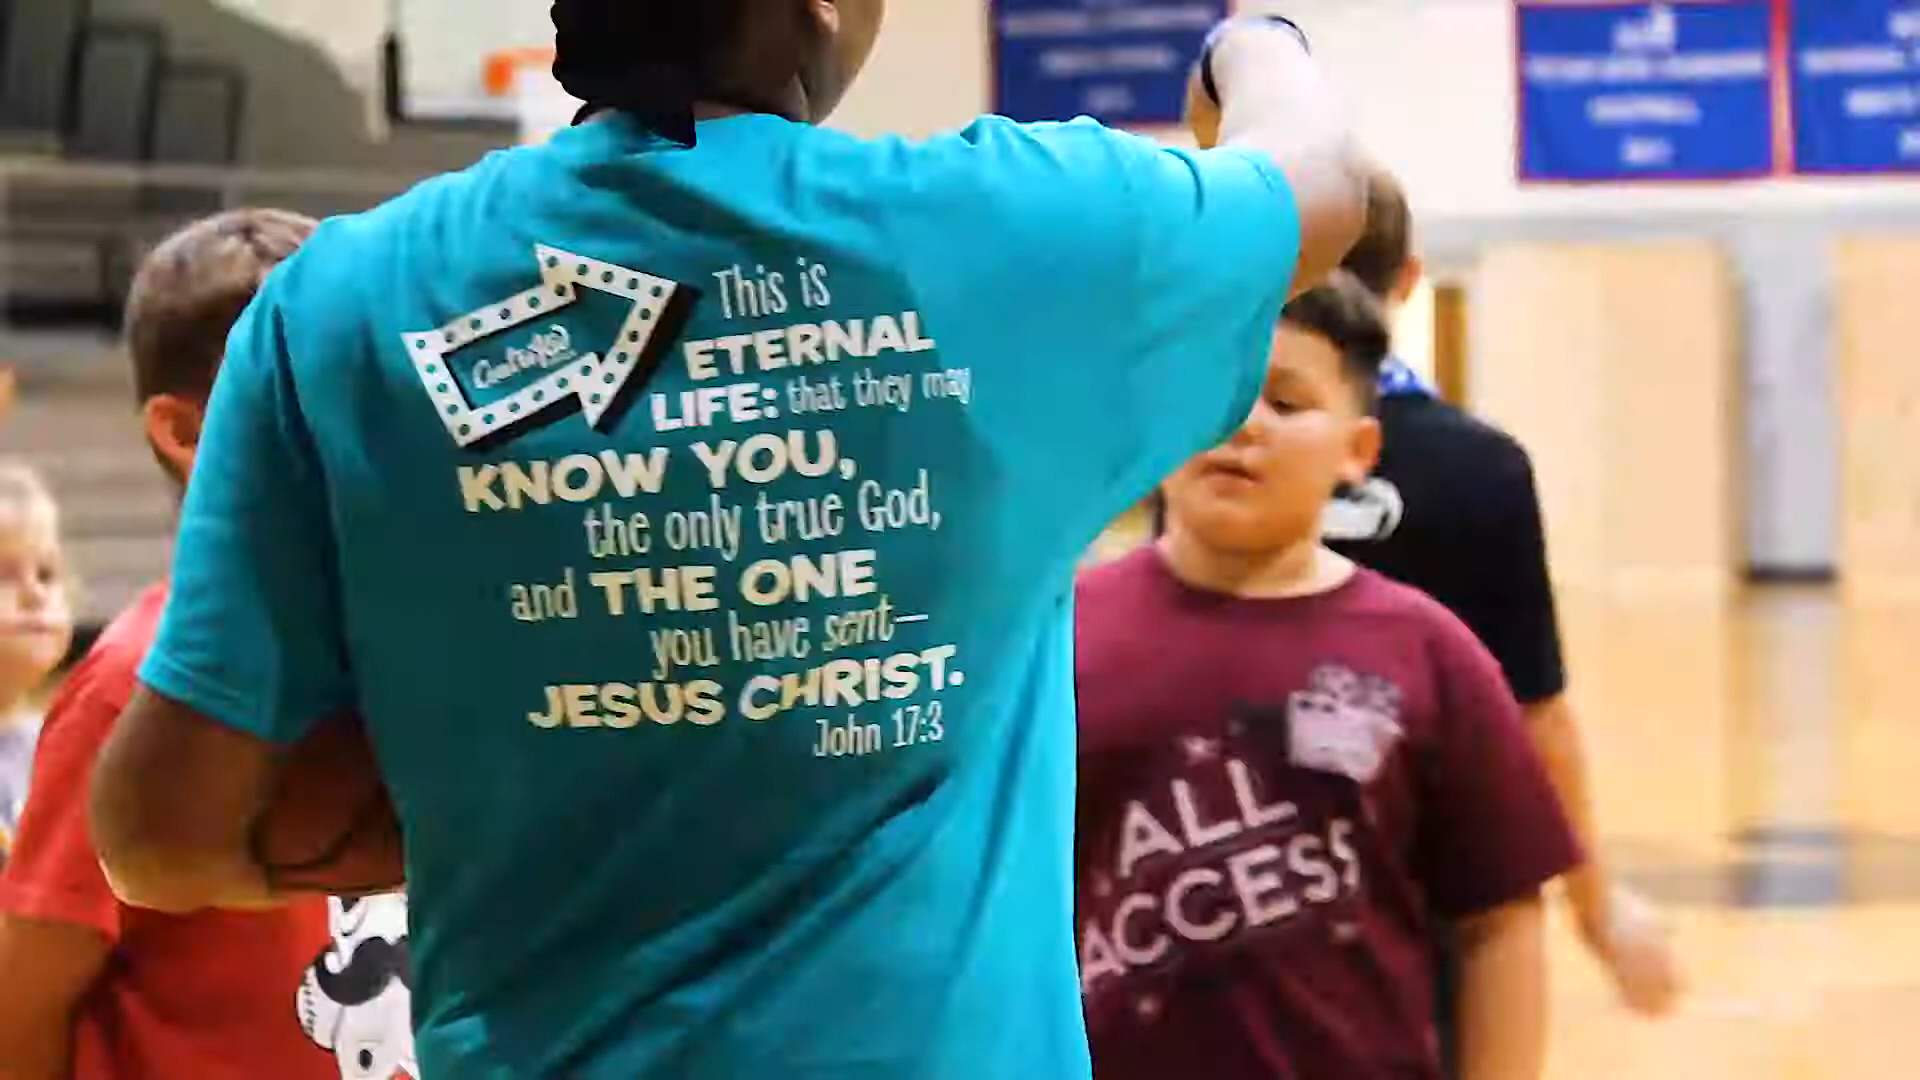 This is
ETERNAL
LIFE: that they may
KNOW YOU,
the only true God,
and THE ONE
you have sent—
JESUS CHRIST.
John 17:3
ALL
ACCESS